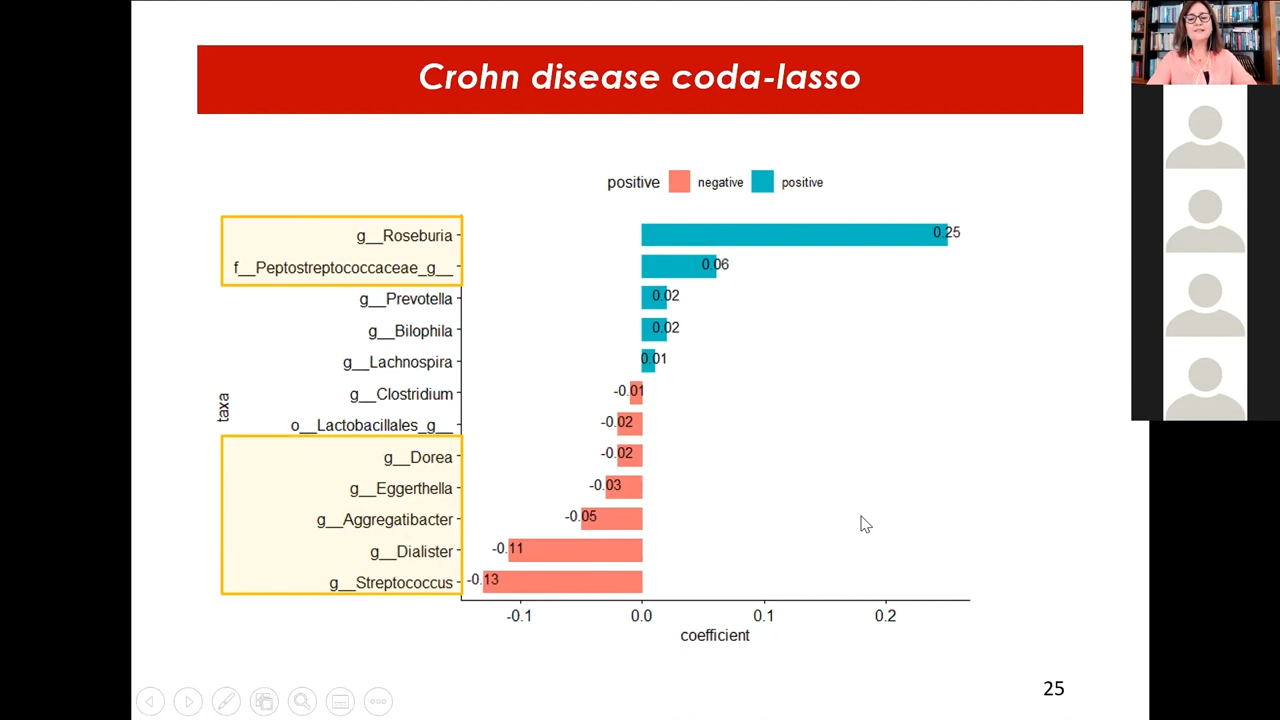 Crohn disease coda-lasso
positive negative positive
g__Roseburia
0.25
f__Peptostreptococcaceae_g__
0.06
g__Prevotella
0.02
g__Bilophila
0.02
g__Lachnospira
0.01
g__Clostridium
-0.01
o__Lactobacillales_g__
-0.02
g__Dorea
-0.02
g__Eggerthella
-0.03
g__Aggregatibacter
-0.05
g__Dialister
-0.11
g__Streptococcus
-0.13
taxa
-0.1 0.0 0.1 0.2
coefficient
25